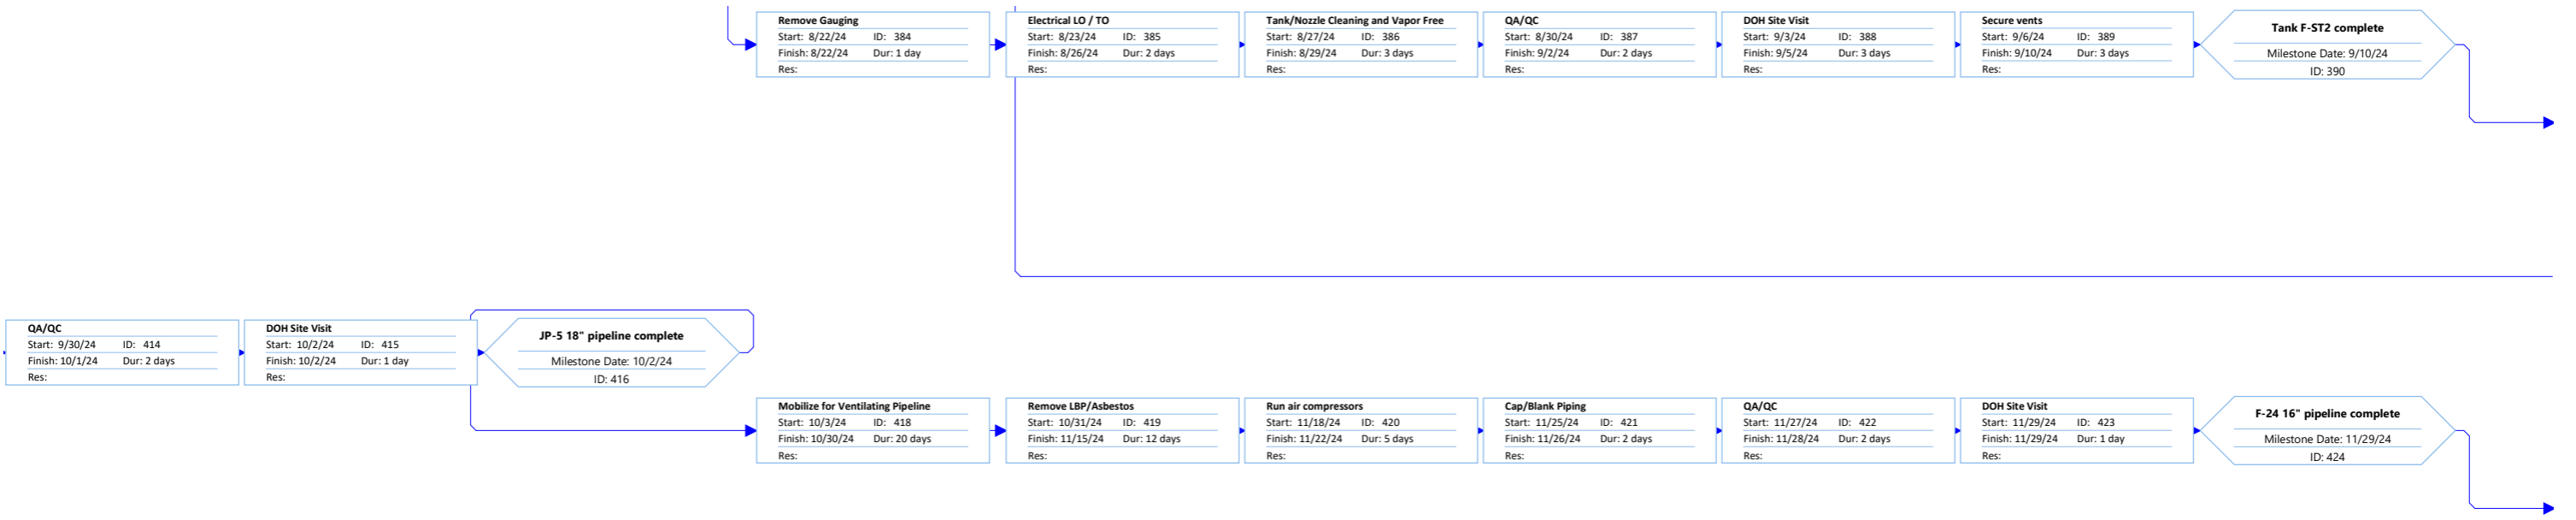 Remove Gauging
Start: 8/22/24 ID: 384
Finish: 8/22/24 Dur: 1 day
Res:
Electrical LO / TO
Start: 8/23/24 ID: 385
Finish: 8/26/24 Dur: 2 days
Res:
Tank/Nozzle Cleaning and Vapor Free
Start: 8/27/24 ID: 386
Finish: 8/29/24 Dur: 3 days
Res:
QA/QC
Start: 8/30/24 ID: 387
Finish: 9/2/24 Dur: 2 days
Res:
DOH Site Visit
Start: 9/3/24 ID: 388
Finish: 9/5/24 Dur: 3 days
Res:
Secure vents
Start: 9/6/24 ID: 389
Finish: 9/10/24 Dur: 3 days
Res:
Tank F-ST2 complete
Milestone Date: 9/10/24
ID: 390
QA/QC
Start: 9/30/24 ID: 414
Finish: 10/1/24 Dur: 2 days
Res:
DOH Site Visit
Start: 10/2/24 ID: 415
Finish: 10/2/24 Dur: 1 day
Res:
JP-5 18" pipeline complete
Milestone Date: 10/2/24
ID: 416
Mobilize for Ventilating Pipeline
Start: 10/3/24 ID: 418
Finish: 10/30/24 Dur: 20 days
Res:
Remove LBP/Asbestos
Start: 10/31/24 ID: 419
Finish: 11/15/24 Dur: 12 days
Res:
Run air compressors
Start: 11/18/24 ID: 420
Finish: 11/22/24 Dur: 5 days
Res:
Cap/Blank Piping
Start: 11/25/24 ID: 421
Finish: 11/26/24 Dur: 2 days
Res:
QA/QC
Start: 11/27/24 ID: 422
Finish: 11/28/24 Dur: 2 days
Res:
DOH Site Visit
Start: 11/29/24 ID: 423
Finish: 11/29/24 Dur: 1 day
Res:
F-24 16" pipeline complete
Milestone Date: 11/29/24
ID: 424